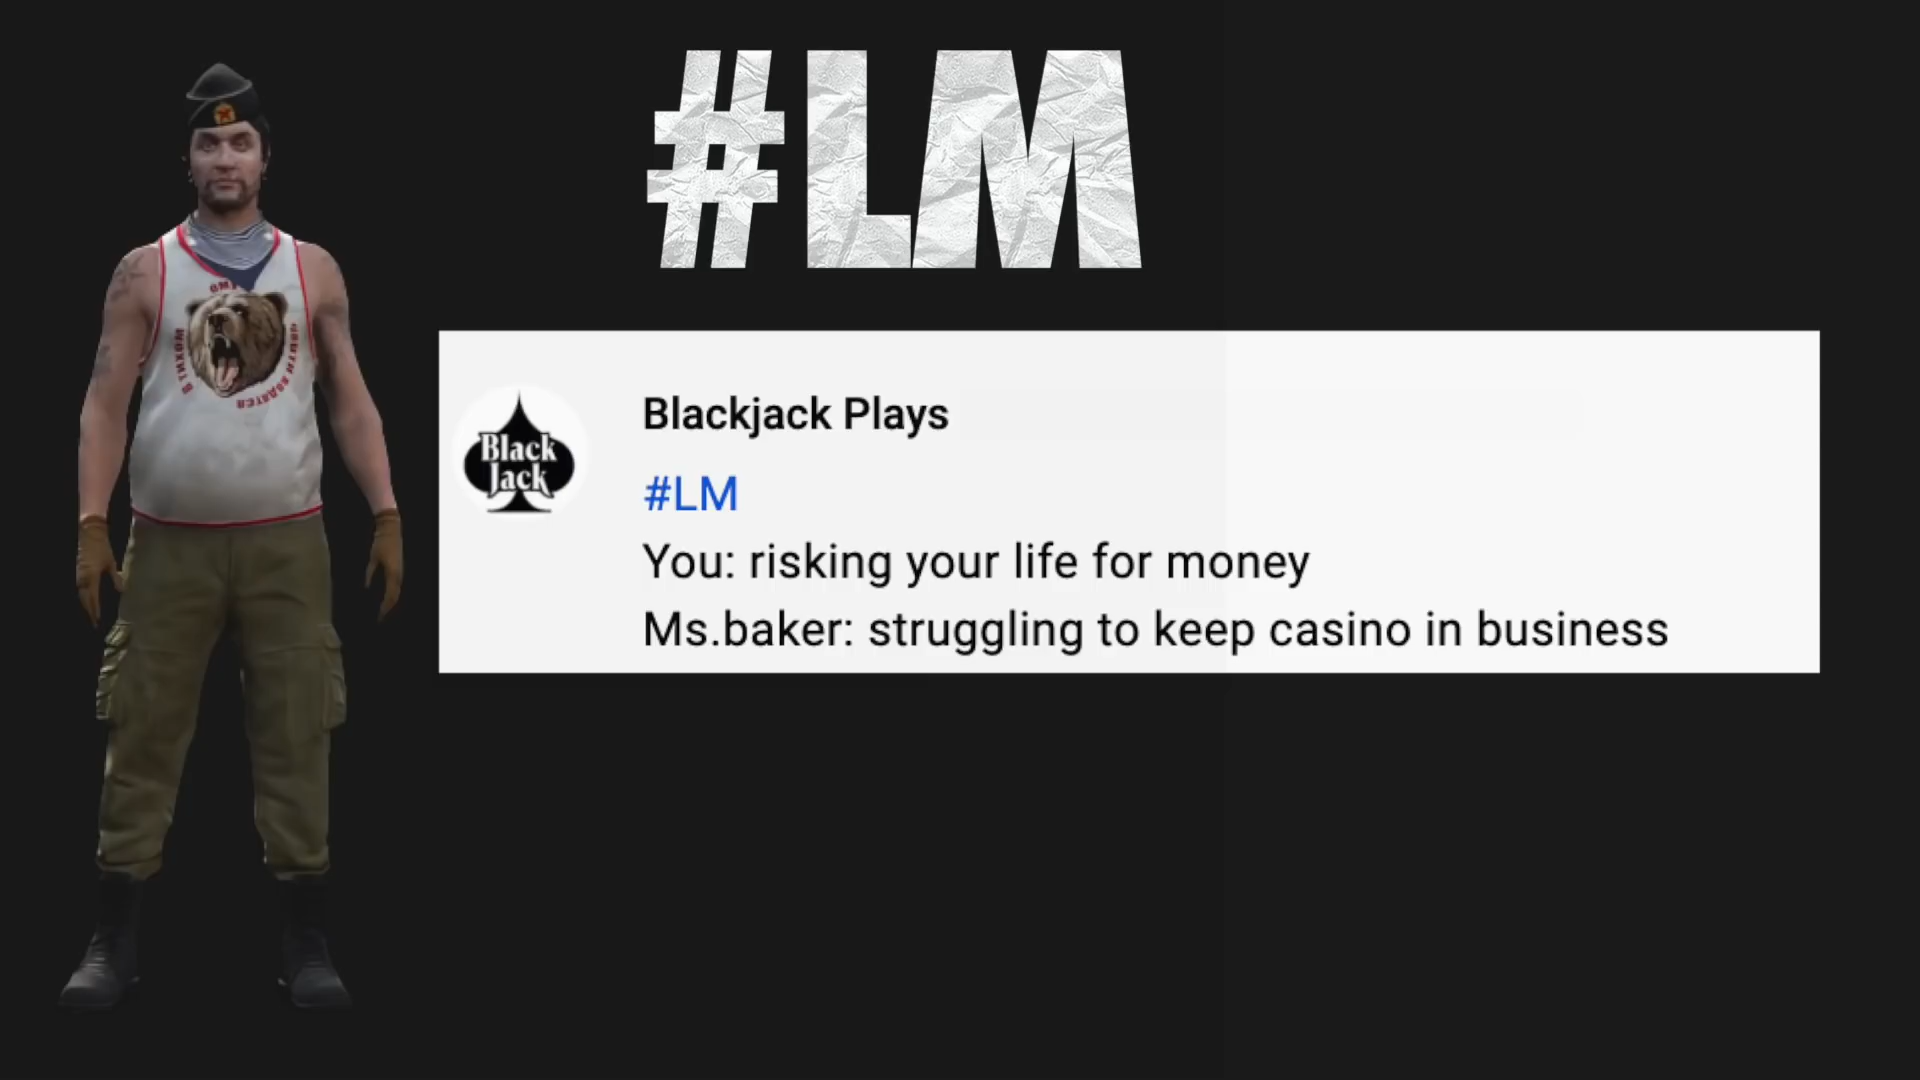 #LM
Black
Jack
Blackjack Plays
#LM
You: risking your life for money
Ms.baker: struggling to keep casino in business